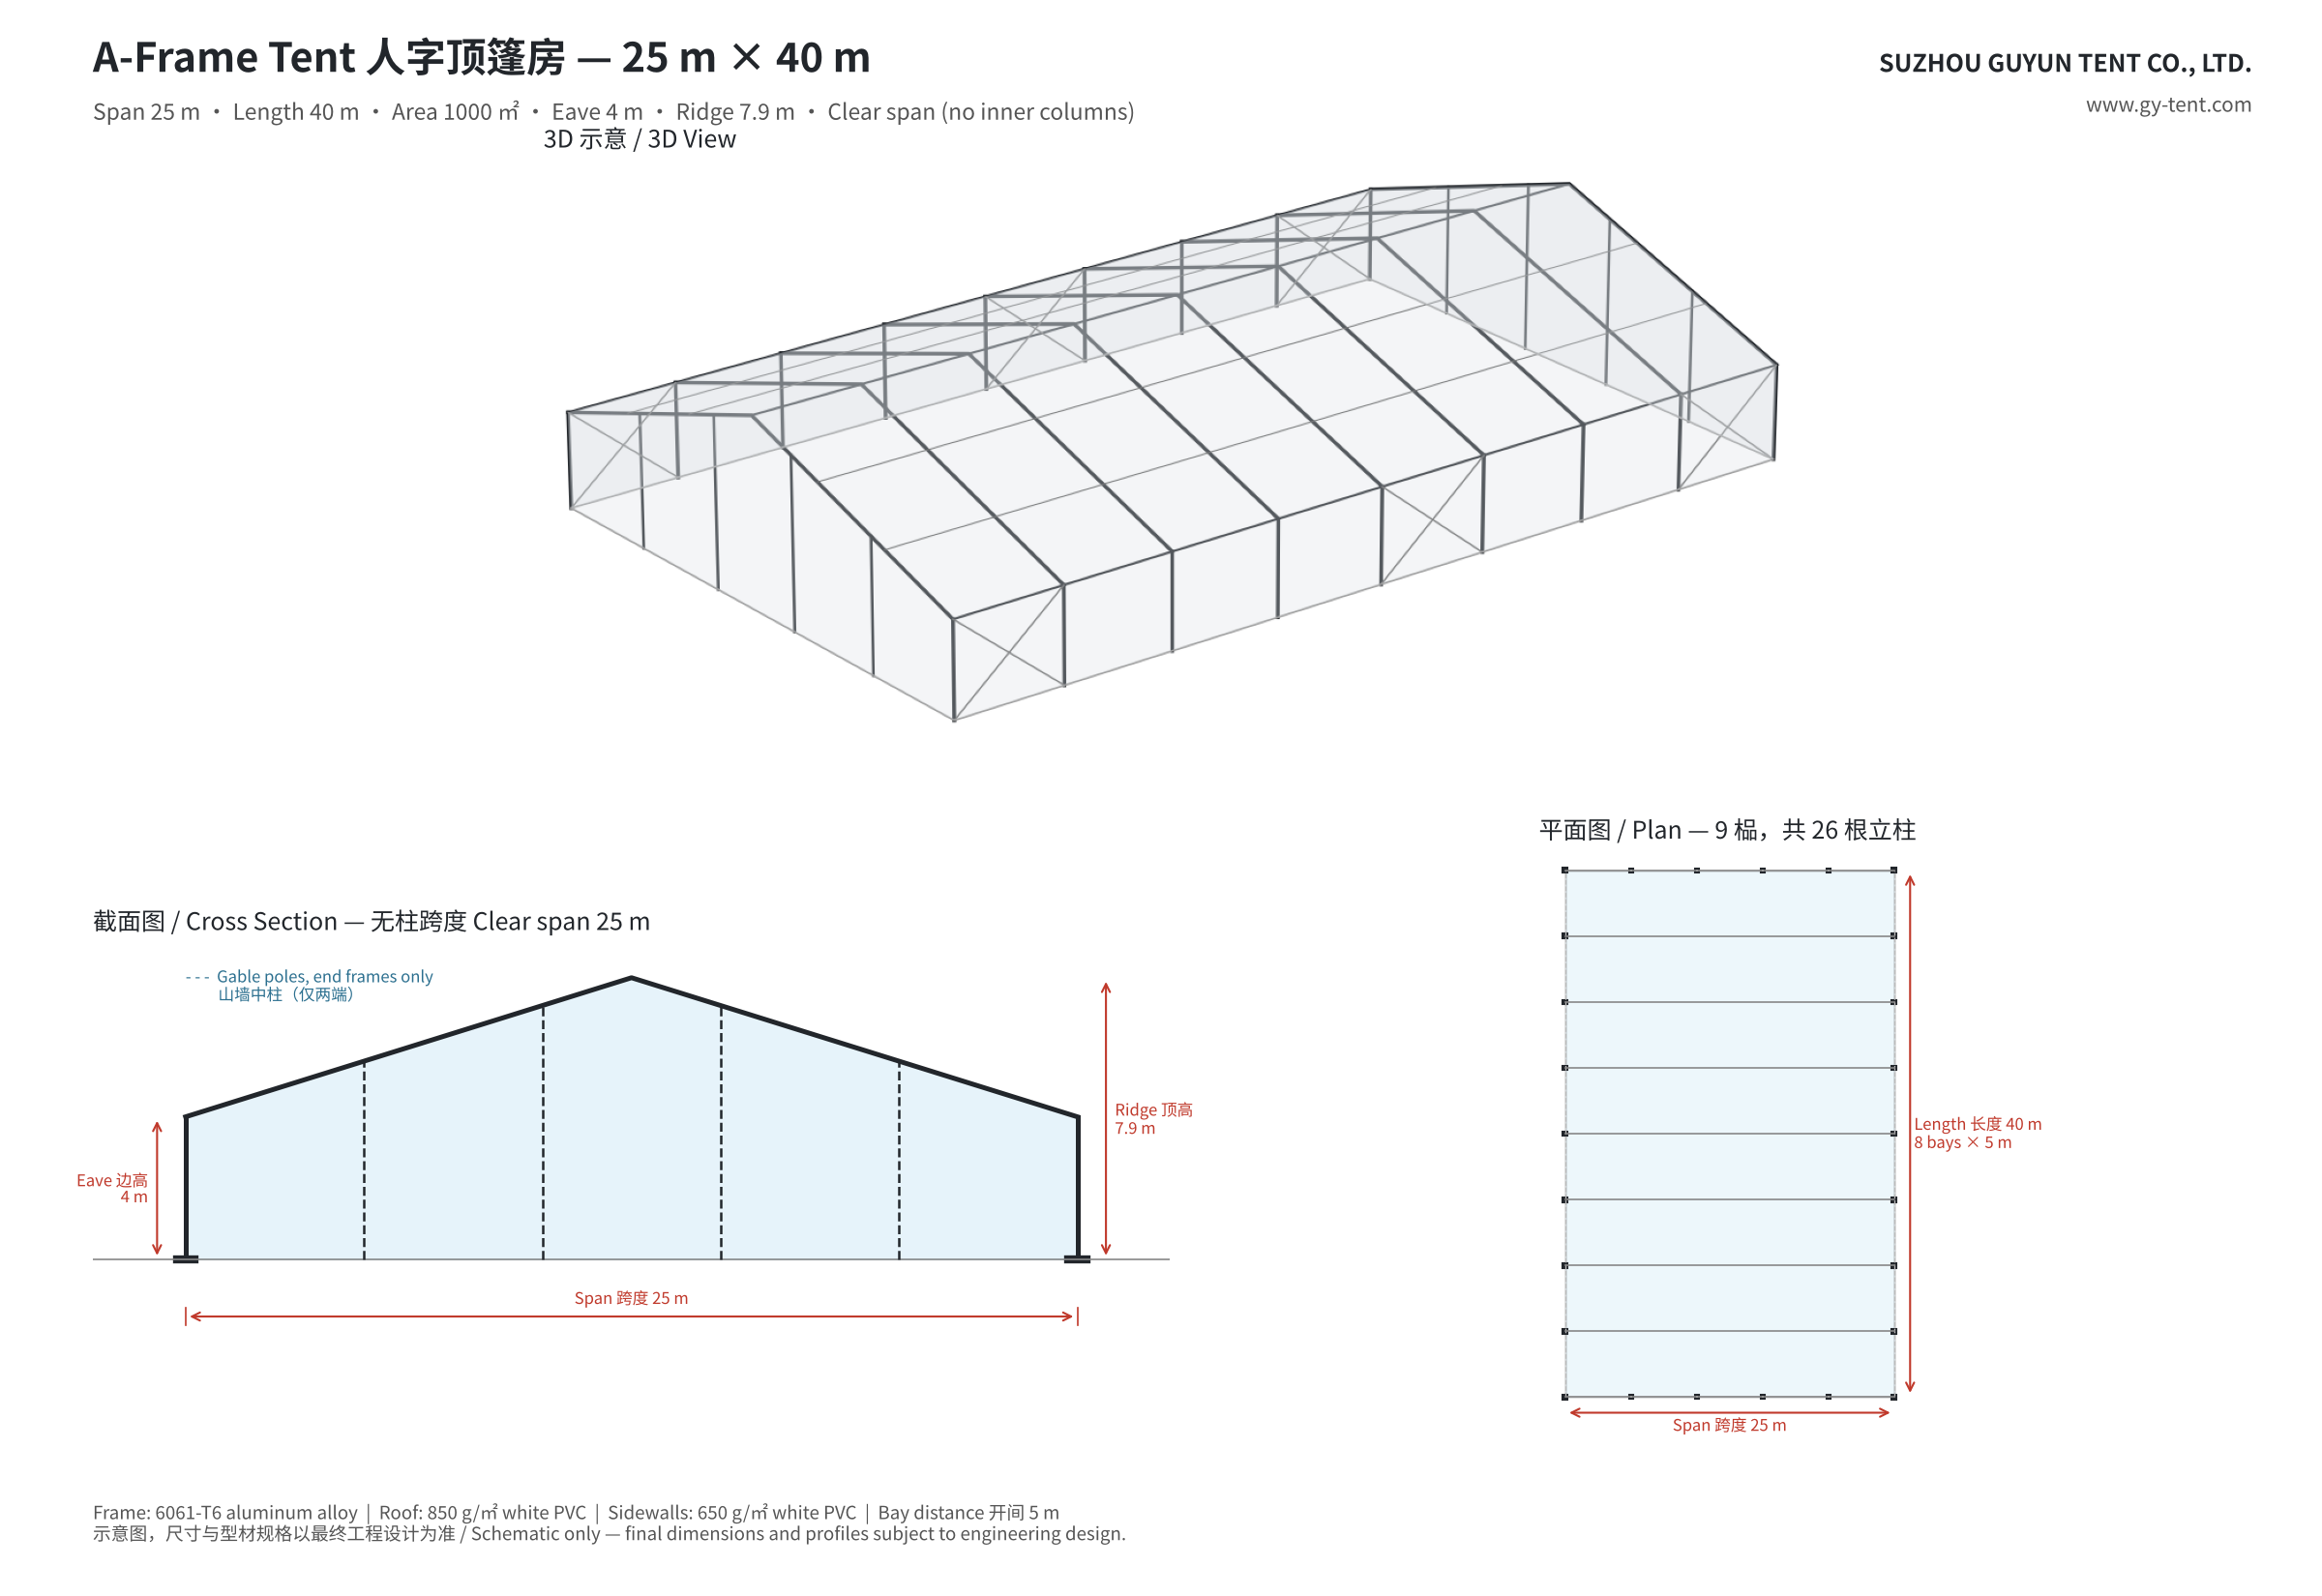 A-Frame Tent 人字顶篷房 — 25 m × 40 m
SUZHOU GUYUN TENT CO., LTD.
Span 25 m • Length 40 m • Area 1000 ㎡ • Eave 4 m • Ridge 7.9 m • Clear span (no inner columns)
www.gy-tent.com
3D 示意 / 3D View
平面图 / Plan — 9 榀，共 26 根立柱
截面图 / Cross Section — 无柱跨度 Clear span 25 m
--- Gable poles, end frames only
山墙中柱（仅两端）
Ridge 顶高
7.9 m
Eave 边高
4 m
Span 跨度 25 m
Length 长度 40 m
8 bays × 5 m
Span 跨度 25 m
Frame: 6061-T6 aluminum alloy | Roof: 850 g/㎡ white PVC | Sidewalls: 650 g/㎡ white PVC | Bay distance 开间 5 m
示意图，尺寸与型材规格以最终工程设计为准 / Schematic only — final dimensions and profiles subject to engineering design.